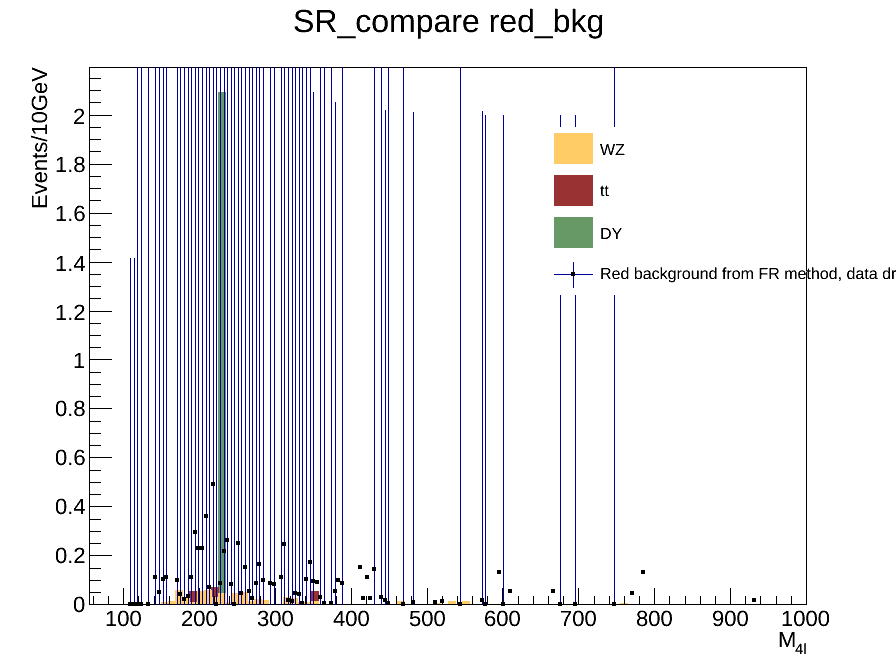 SR_compare red_bkg
Events/10GeV
2
1.8
1.6
1.4
1.2
1
0.8
0.6
0.4
0.2
0
WZ
tt
DY
Red background from FR method, data dr
100 200 300 400 500 600 700 800 900 1000
M4l